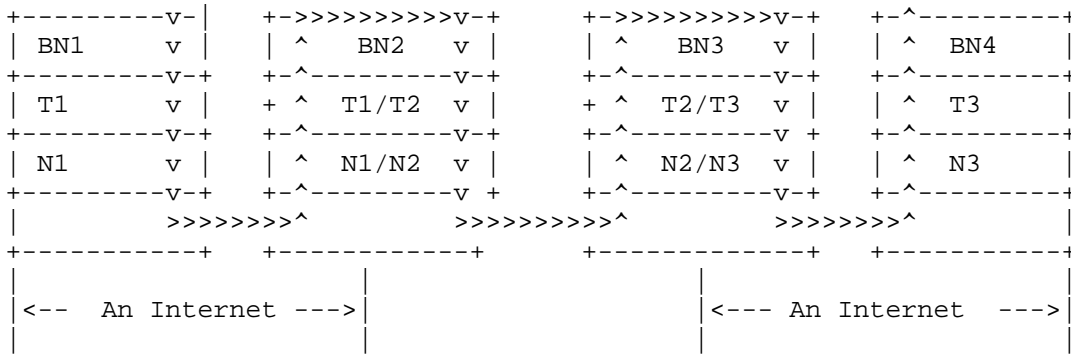 +---------v-|   +->>>>>>>>>>v-+     +->>>>>>>>>>v-+   +-^---------+
| BN1     v |   | ^   BN2   v |     | ^   BN3   v |   | ^  BN4    |
+---------v-+   +-^---------v-+     +-^---------v-+   +-^---------+
| T1      v |   + ^  T1/T2  v |     + ^  T2/T3  v |   | ^  T3     |
+---------v-+   +-^---------v-+     +-^---------v +   +-^---------+
| N1      v |   | ^  N1/N2  v |     | ^  N2/N3  v |   | ^  N3     |
+---------v-+   +-^---------v +     +-^---------v-+   +-^---------+
|         >>>>>>>>^         >>>>>>>>>>^         >>>>>>>>^         |
+-----------+   +------------+      +-------------+   +-----------+
|                     |                    |                      |
|<--  An Internet --->|                    |<--- An Internet  --->|
|                     |                    |                      |